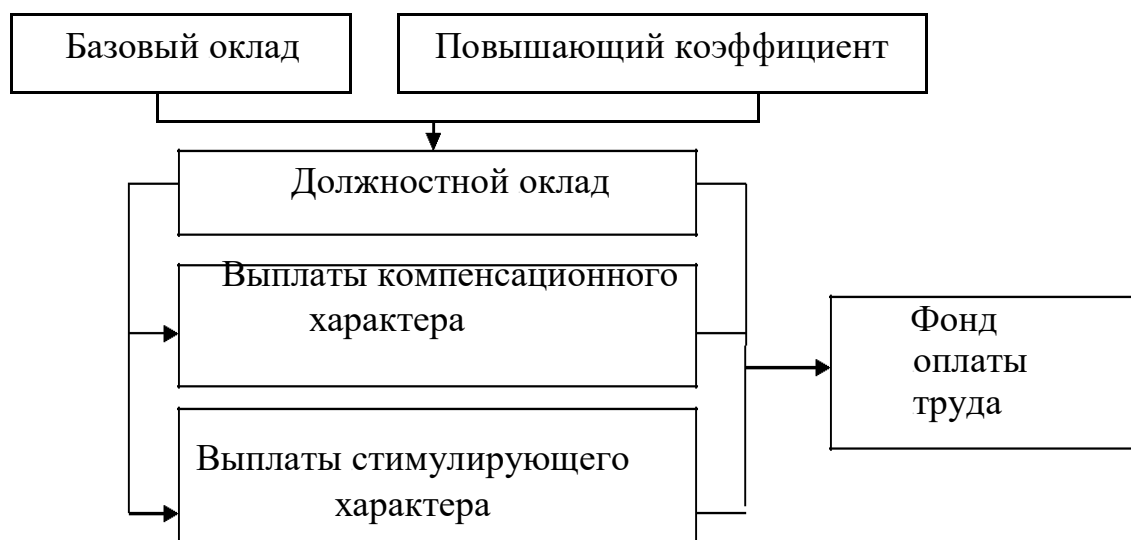 Базовый оклад
Повышающий коэффициент
Должностной оклад
Выплаты компенсационного
характера
Фонд
оплаты
труда
Выплаты стимулирующего
характера